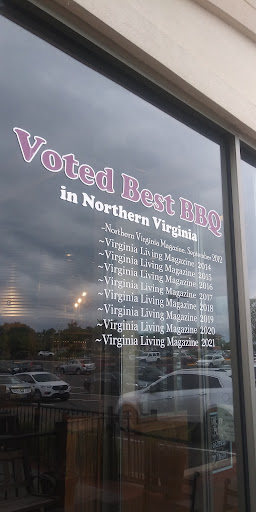 Voted Best BBQ
in Northern Virginia
~Northern Virginia Magazine, September 2012
~Virginia Living Magazine 2014
~Virginia Living Magazine 2015
~Virginia Living Magazine 2016
~Virginia Living Magazine 2017
~Virginia Living Magazine 2018
~Virginia Living Magazine 2019
~Virginia Living Magazine 2020
~Virginia Living Magazine 2021